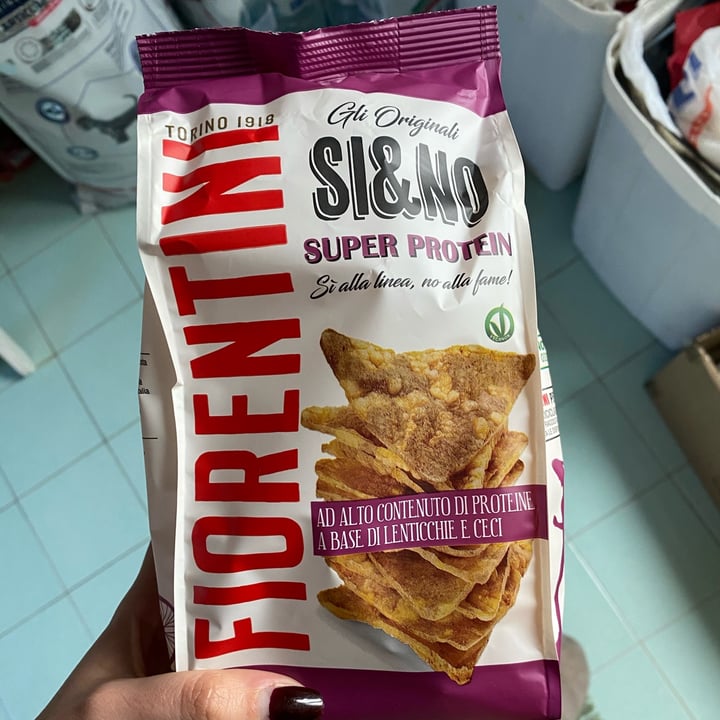 TORINO 1918
FIORENTINI
Gli Originali
SI&NO
SUPER PROTEIN
Sì alla linea, no alla fame!
AD ALTO CONTENUTO DI PROTEINE
A BASE DI LENTICCHIE E CECI